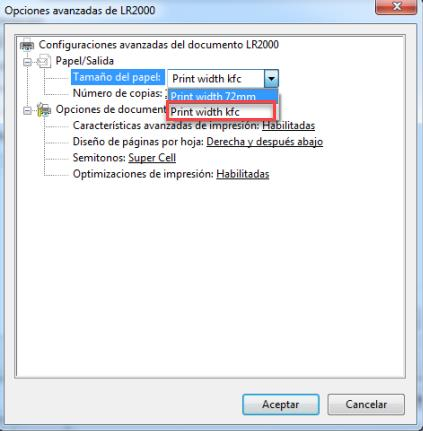 Opciones avanzadas de LR2000
Configuraciones avanzadas del documento LR2000
Papel/Salida
Tamaño del papel: Print width kfc
Número de copias:
Print width 72mm
Opciones de document
Print width kfc
Características avanzadas de impresión: Habilitadas
Diseño de páginas por hoja: Derecha y después abajo
Semitonos: Super Cell
Optimizaciones de impresión: Habilitadas
Aceptar
Cancelar